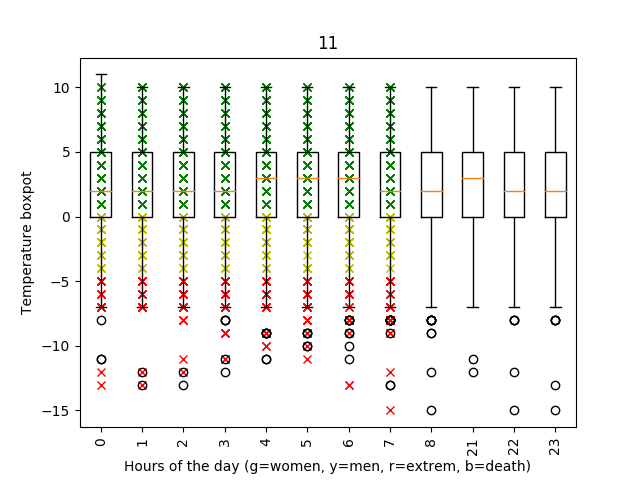 11
Temperature boxpot
10
5
0
−5
−10
−15
0 1 2 3 4 5 6 7 8 21 22 23
Hours of the day (g=women, y=men, r=extrem, b=death)